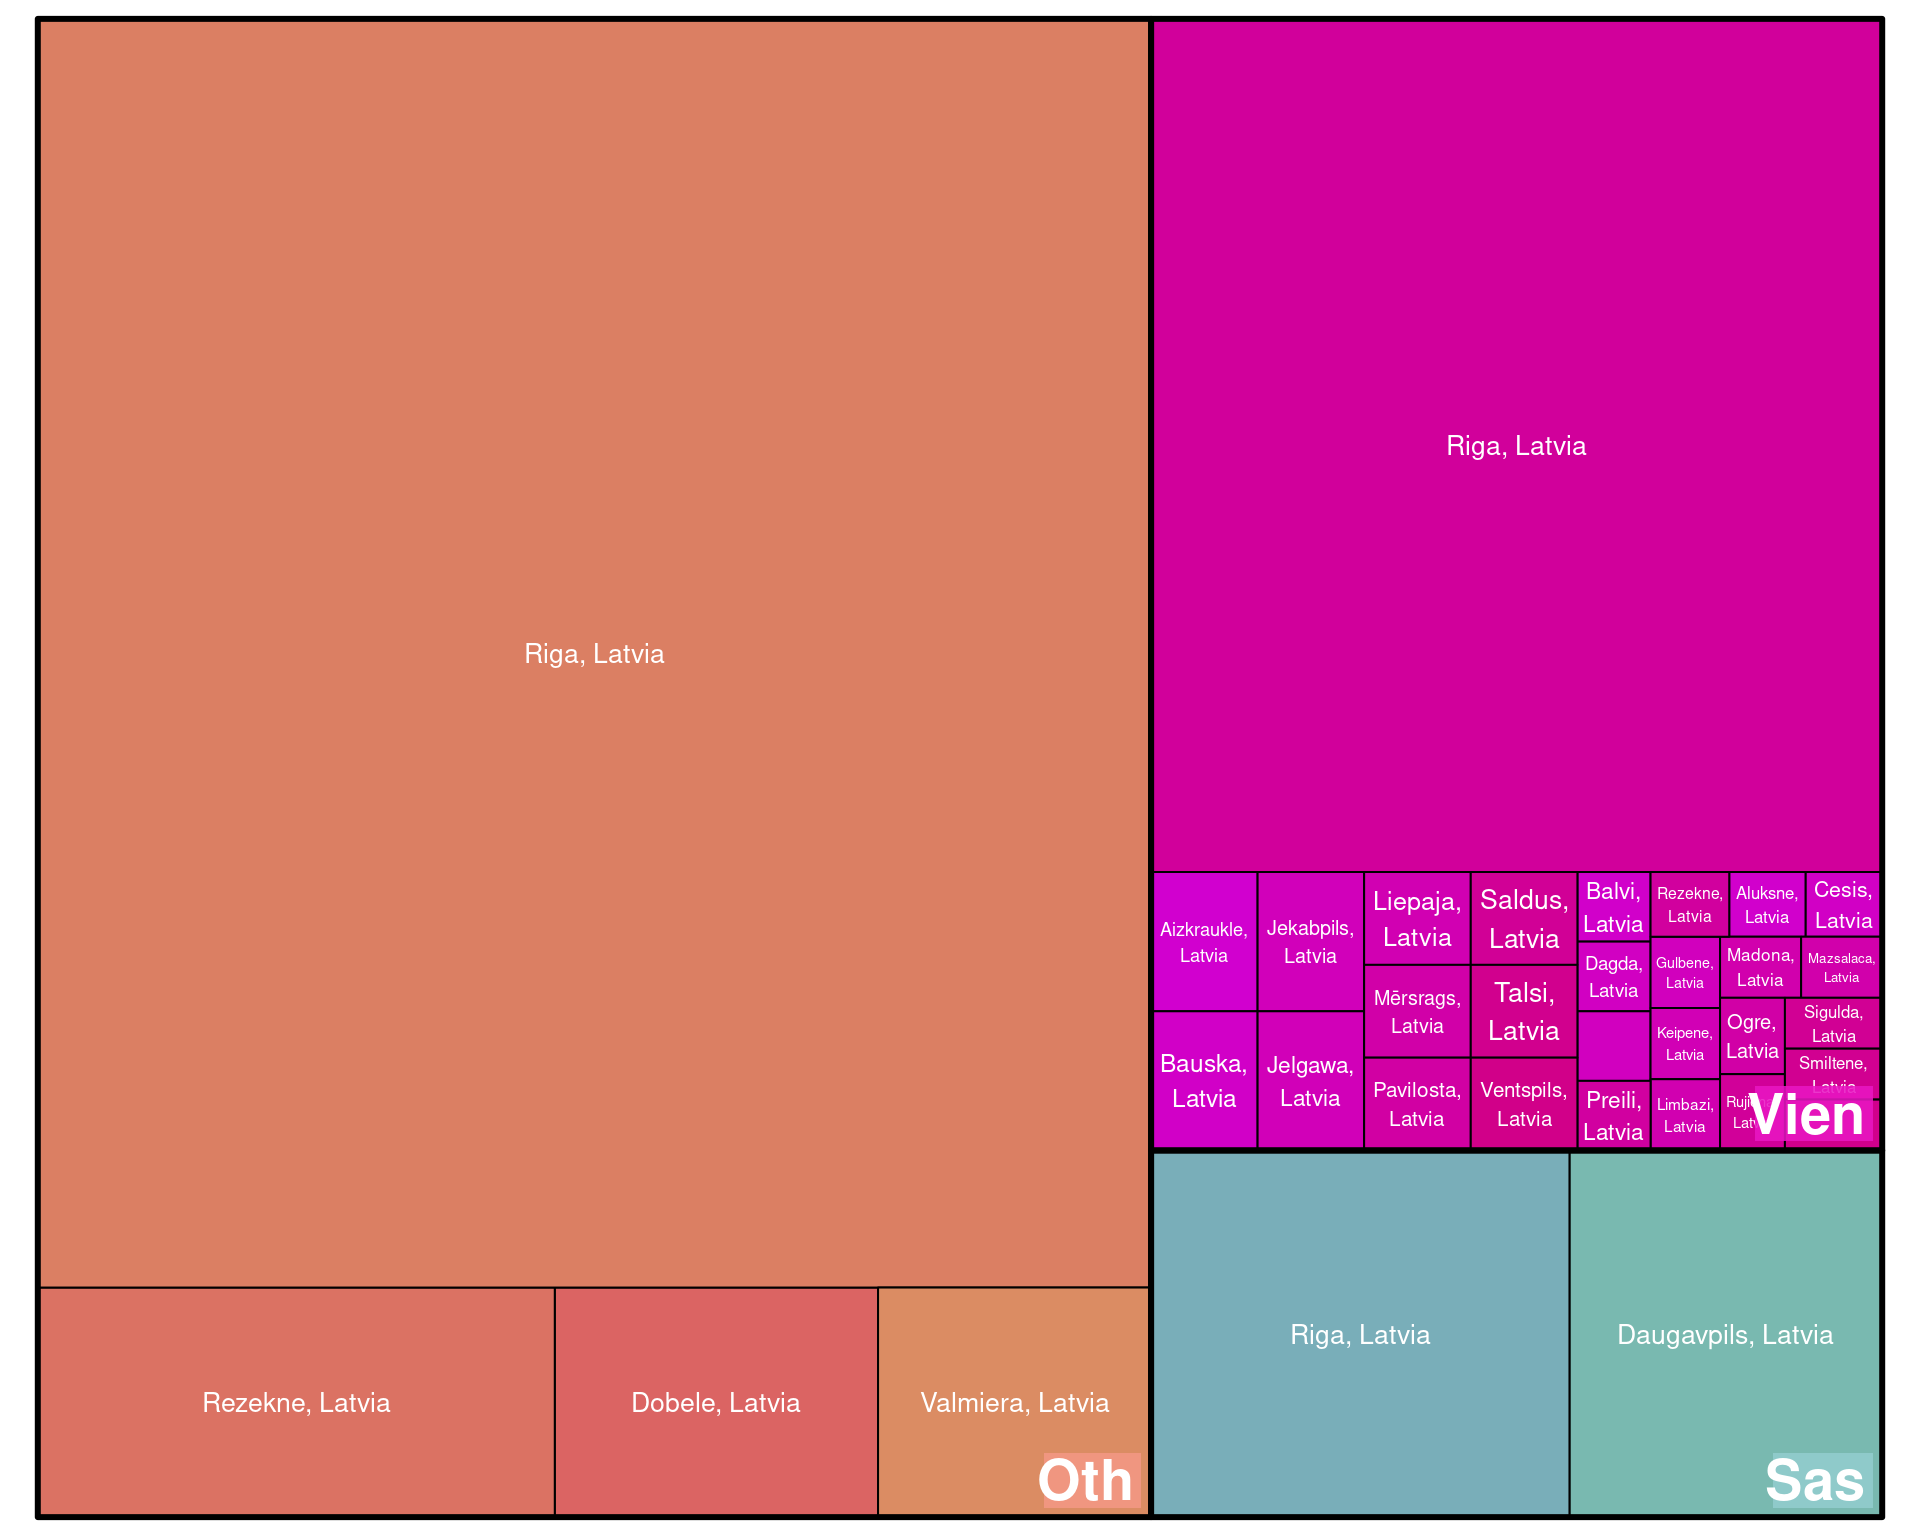 Riga, Latvia
Rezekne, Latvia
Dobele, Latvia
Valmiera, Latvia
Oth
Riga, Latvia
Aizkraukle,
Latvia
Bauska,
Latvia
Jekabpils,
Latvia
Jelgawa,
Latvia
Liepaja,
Latvia
Mērsrags,
Latvia
Pavilosta,
Latvia
Saldus,
Latvia
Talsi,
Latvia
Ventspils,
Latvia
Balvi,
Latvia
Dagda,
Latvia
Preili,
Latvia
Rezekne,
Latvia
Aluksne,
Latvia
Cesis,
Latvia
Gulbene,
Latvia
Keipene,
Latvia
Limbazi,
Latvia
Madona,
Latvia
Mazsalaca,
Latvia
Ogre,
Latvia
Sigulda,
Latvia
Smiltene,
Latvia
Vien
Riga, Latvia
Daugavpils, Latvia
Sas